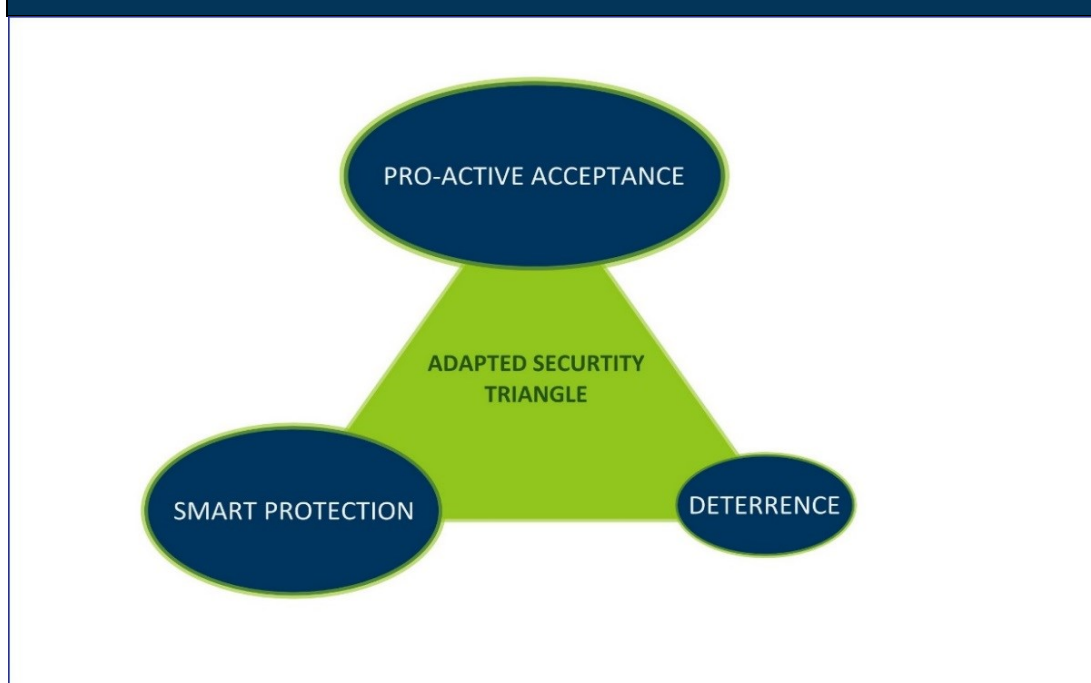 PRO-ACTIVE ACCEPTANCE
ADAPTED SECURTITY
TRIANGLE
SMART PROTECTION
DETERRENCE